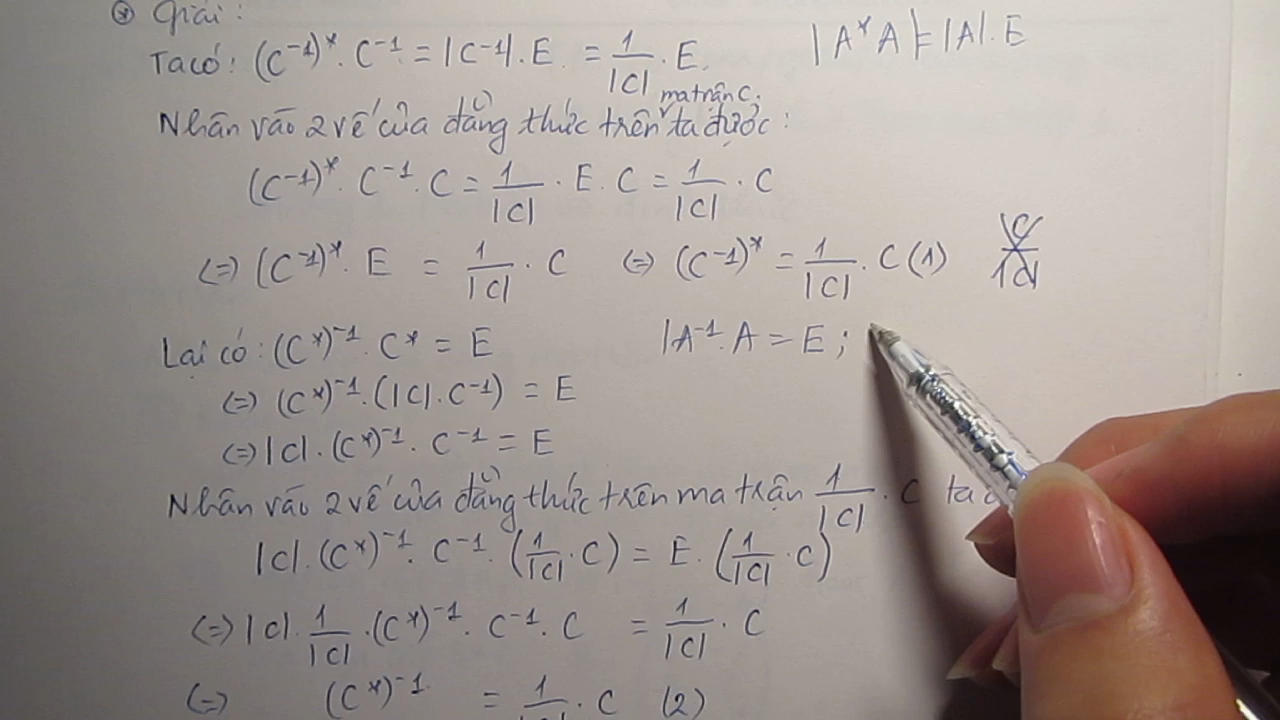 ⊛ Giải:
Ta có: (C⁻¹)*. C⁻¹ = |C⁻¹|. E = 1/|C| . E.
|A* A| = |A|. E
ma trận C.
Nhân vào 2 vế của đẳng thức trên ˅ ta được:
(C⁻¹)*. C⁻¹. C = 1/|C| . E. C = 1/|C| . C
(=) (C⁻¹)*. E = 1/|C| . C (=) (C⁻¹)* = 1/|C| . C (1)
Lại có: (C*)⁻¹. C* = E
|A⁻¹. A = E ;
(=) (C*)⁻¹. (|C|. C⁻¹) = E
(=) |C|. (C*)⁻¹. C⁻¹ = E
Nhân vào 2 vế của đẳng thức trên ma trận 1/|C| . C ta
|C|. (C*)⁻¹. C⁻¹. (1/|C| . C) = E. (1/|C| . C)
(=) |C|. 1/|C| . (C*)⁻¹. C⁻¹. C = 1/|C| . C
(=) (C*)⁻¹. = 1/|C| . C (2)